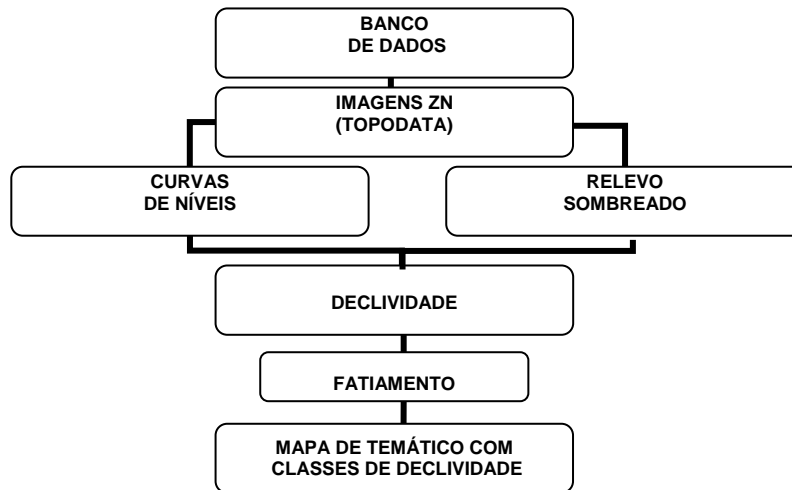 BANCO
DE DADOS
IMAGENS ZN
(TOPODATA)
CURVAS
DE NÍVEIS
RELEVO
SOMBREADO
DECLIVIDADE
FATIAMENTO
MAPA DE TEMÁTICO COM
CLASSES DE DECLIVIDADE